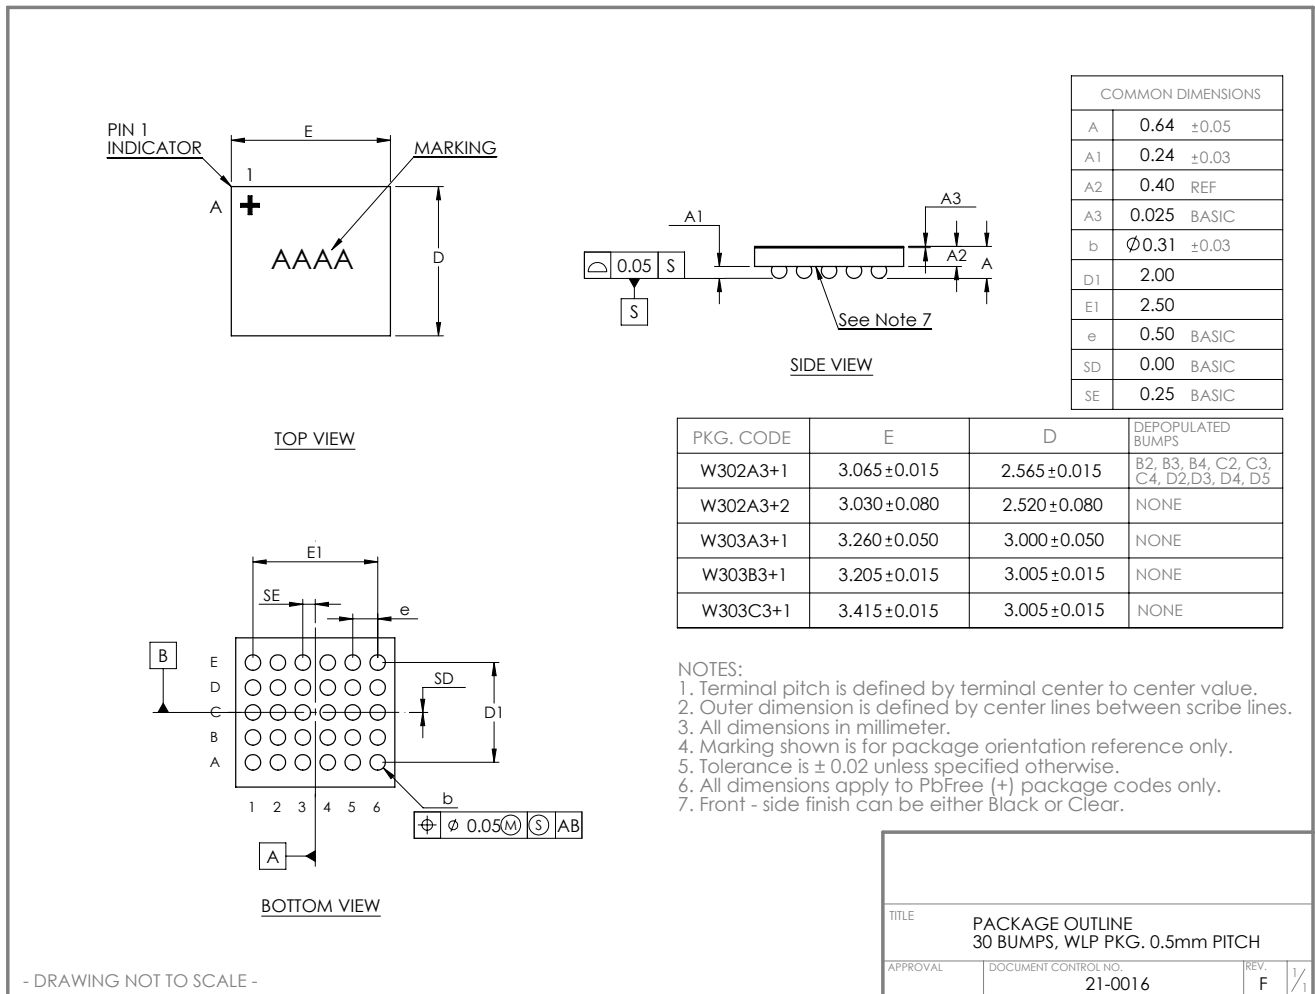 PIN 1
INDICATOR
E
MARKING
1
A
AAAA
D
TOP VIEW
A1
A3
A2
A
0.05 S
S
See Note 7
SIDE VIEW
COMMON DIMENSIONS
A 0.64 ±0.05
A1 0.24 ±0.03
A2 0.40 REF
A3 0.025 BASIC
b Ø0.31 ±0.03
D1 2.00
E1 2.50
e 0.50 BASIC
SD 0.00 BASIC
SE 0.25 BASIC
PKG. CODE E D DEPOPULATED
BUMPS
W302A3+1 3.065±0.015 2.565±0.015 B2, B3, B4, C2, C3,
C4, D2,D3, D4, D5
W302A3+2 3.030±0.080 2.520±0.080 NONE
W303A3+1 3.260±0.050 3.000±0.050 NONE
W303B3+1 3.205±0.015 3.005±0.015 NONE
W303C3+1 3.415±0.015 3.005±0.015 NONE
E1
SE
e
B
E
D
C
B
A
SD
D1
1 2 3 4 5 6
b
⌖ ø 0.05Ⓜ Ⓢ AB
A
BOTTOM VIEW
NOTES:
1. Terminal pitch is defined by terminal center to center value.
2. Outer dimension is defined by center lines between scribe lines.
3. All dimensions in millimeter.
4. Marking shown is for package orientation reference only.
5. Tolerance is ± 0.02 unless specified otherwise.
6. All dimensions apply to PbFree (+) package codes only.
7. Front - side finish can be either Black or Clear.
TITLE
PACKAGE OUTLINE
30 BUMPS, WLP PKG. 0.5mm PITCH
APPROVAL
DOCUMENT CONTROL NO.
21-0016
REV.
F
1/1
- DRAWING NOT TO SCALE -